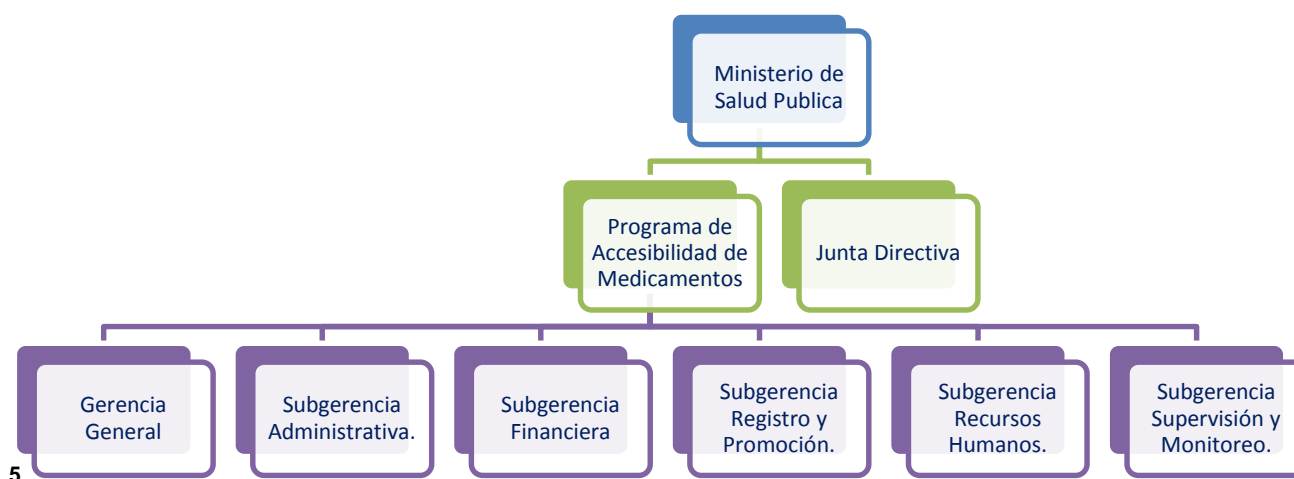 Ministerio de
Salud Publica
Programa de
Accesibilidad de
Medicamentos
Junta Directiva
Gerencia
General
Subgerencia
Administrativa.
Subgerencia
Financiera
Subgerencia
Registro y
Promoción.
Subgerencia
Recursos
Humanos.
Subgerencia
Supervisión y
Monitoreo.
5